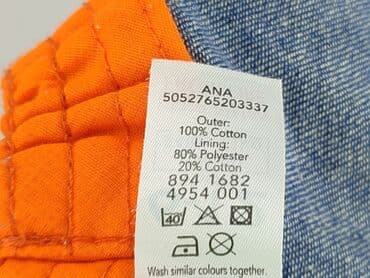 ANA
5052765203337
Outer:
100% Cotton
Lining:
80% Polyester
20% Cotton
894 1682
4954 001
40
Wash similar colours together.